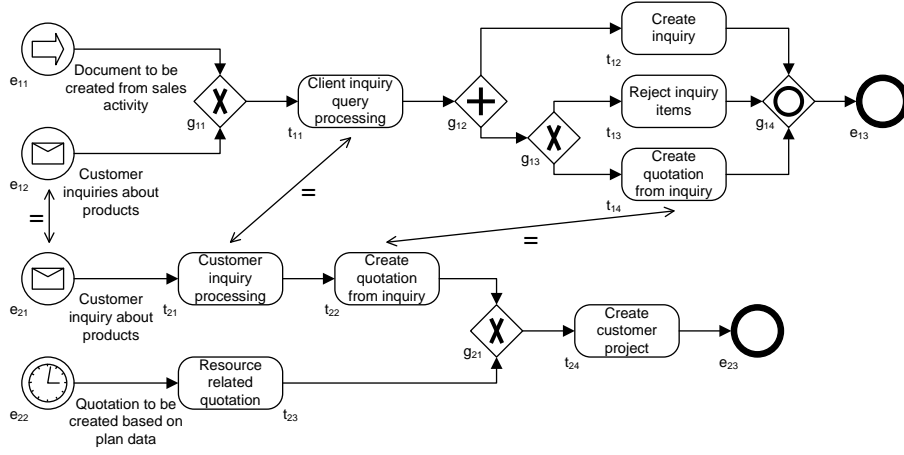 Create
inquiry
t12
e11
Document to be
created from sales
activity
g11
Client inquiry
query
processing
t11
g12
Reject inquiry
items
t13
g13
g14
e13
e12
Customer
inquiries about
products
Create
quotation
from inquiry
t14
=
=
=
e21
Customer
inquiry about
products
Customer
inquiry
processing
t21
Create
quotation
from inquiry
t22
g21
Create
customer
project
t24
e23
e22
Quotation to be
created based on
plan data
Resource
related
quotation
t23